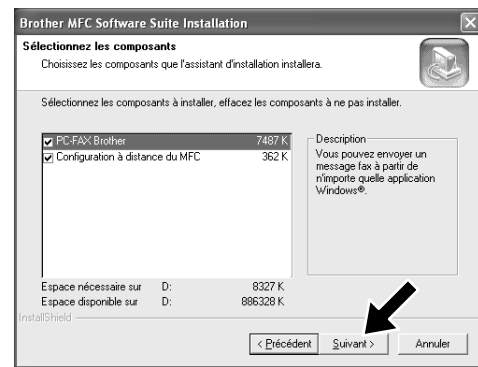 Brother MFC Software Suite Installation
Sélectionnez les composants
Choisissez les composants que l'assistant d'installation installera.
Sélectionnez les composants à installer, effacez les composants à ne pas installer.
PC-FAX Brother 7487 K
Configuration à distance du MFC 362 K
Description
Vous pouvez envoyer un
message fax à partir de
n'importe quelle application
Windows®.
Espace nécessaire sur D: 8327 K
Espace disponible sur D: 886328 K
InstallShield
< Précédent
Suivant >
Annuler